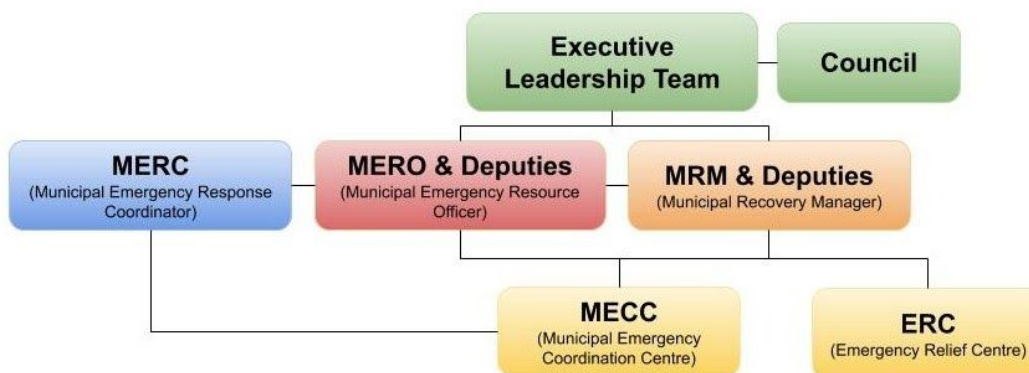 Executive
Leadership Team
Council
MERC
(Municipal Emergency Response
Coordinator)
MERO & Deputies
(Municipal Emergency Resource
Officer)
MRM & Deputies
(Municipal Recovery Manager)
MECC
(Municipal Emergency
Coordination Centre)
ERC
(Emergency Relief Centre)